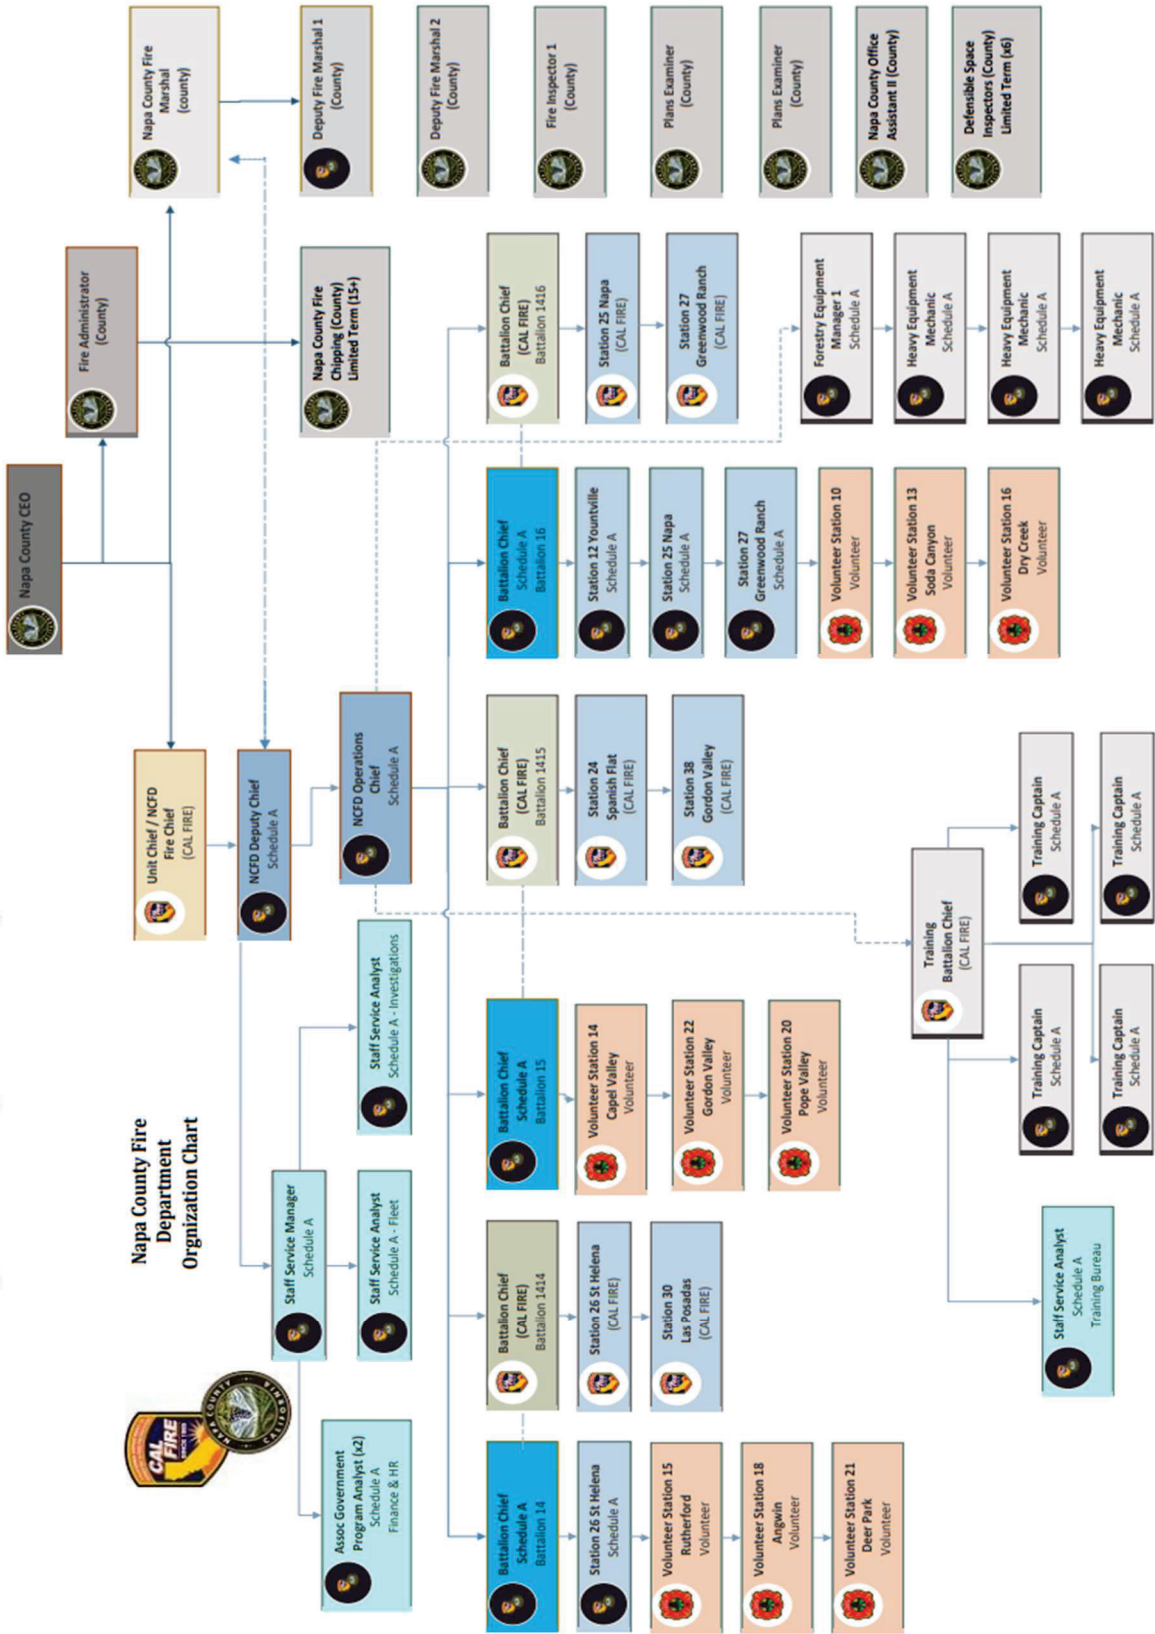 Napa County Fire
Department
Orgnization Chart
CAL
FIRE
SINCE 1885
NAPA COUNTY
CALIFORNIA
Napa County CEO
Fire Administrator
(County)
Napa County Fire
Marshal
(county)
Unit Chief / NCFD
Fire Chief
(CAL FIRE)
NCFD Deputy Chief
Schedule A
Staff Service Manager
Schedule A
Assoc Government
Program Analyst (x2)
Schedule A
Finance & HR
Staff Service Analyst
Schedule A - Fleet
Staff Service Analyst
Schedule A - Investigations
NCFD Operations
Chief
Schedule A
Napa County Fire
Chipping (County)
Limited Term (15+)
Deputy Fire Marshal 1
(County)
Deputy Fire Marshal 2
(County)
Fire Inspector 1
(County)
Plans Examiner
(County)
Plans Examiner
(County)
Napa County Office
Assistant II (County)
Defensible Space
Inspectors (County)
Limited Term (x6)
Battalion Chief
Schedule A
Battalion 14
Station 26 St Helena
Schedule A
Volunteer Station 15
Rutherford
Volunteer
Volunteer Station 18
Angwin
Volunteer
Volunteer Station 21
Deer Park
Volunteer
Battalion Chief
(CAL FIRE)
Battalion 1414
Station 26 St Helena
(CAL FIRE)
Station 30
Las Posadas
(CAL FIRE)
Battalion Chief
Schedule A
Battalion 15
Volunteer Station 14
Capel Valley
Volunteer
Volunteer Station 22
Gordon Valley
Volunteer
Volunteer Station 20
Pope Valley
Volunteer
Battalion Chief
(CAL FIRE)
Battalion 1415
Station 24
Spanish Flat
(CAL FIRE)
Station 38
Gordon Valley
(CAL FIRE)
Battalion Chief
Schedule A
Battalion 16
Station 12 Yountville
Schedule A
Station 25 Napa
Schedule A
Station 27
Greenwood Ranch
Schedule A
Volunteer Station 10
Volunteer
Volunteer Station 13
Soda Canyon
Volunteer
Volunteer Station 16
Dry Creek
Volunteer
Battalion Chief
(CAL FIRE)
Battalion 1416
Station 25 Napa
(CAL FIRE)
Station 27
Greenwood Ranch
(CAL FIRE)
Forestry Equipment
Manager 1
Schedule A
Heavy Equipment
Mechanic
Schedule A
Heavy Equipment
Mechanic
Schedule A
Heavy Equipment
Mechanic
Schedule A
Training
Battalion Chief
(CAL FIRE)
Staff Service Analyst
Schedule A
Training Bureau
Training Captain
Schedule A
Training Captain
Schedule A
Training Captain
Schedule A
Training Captain
Schedule A